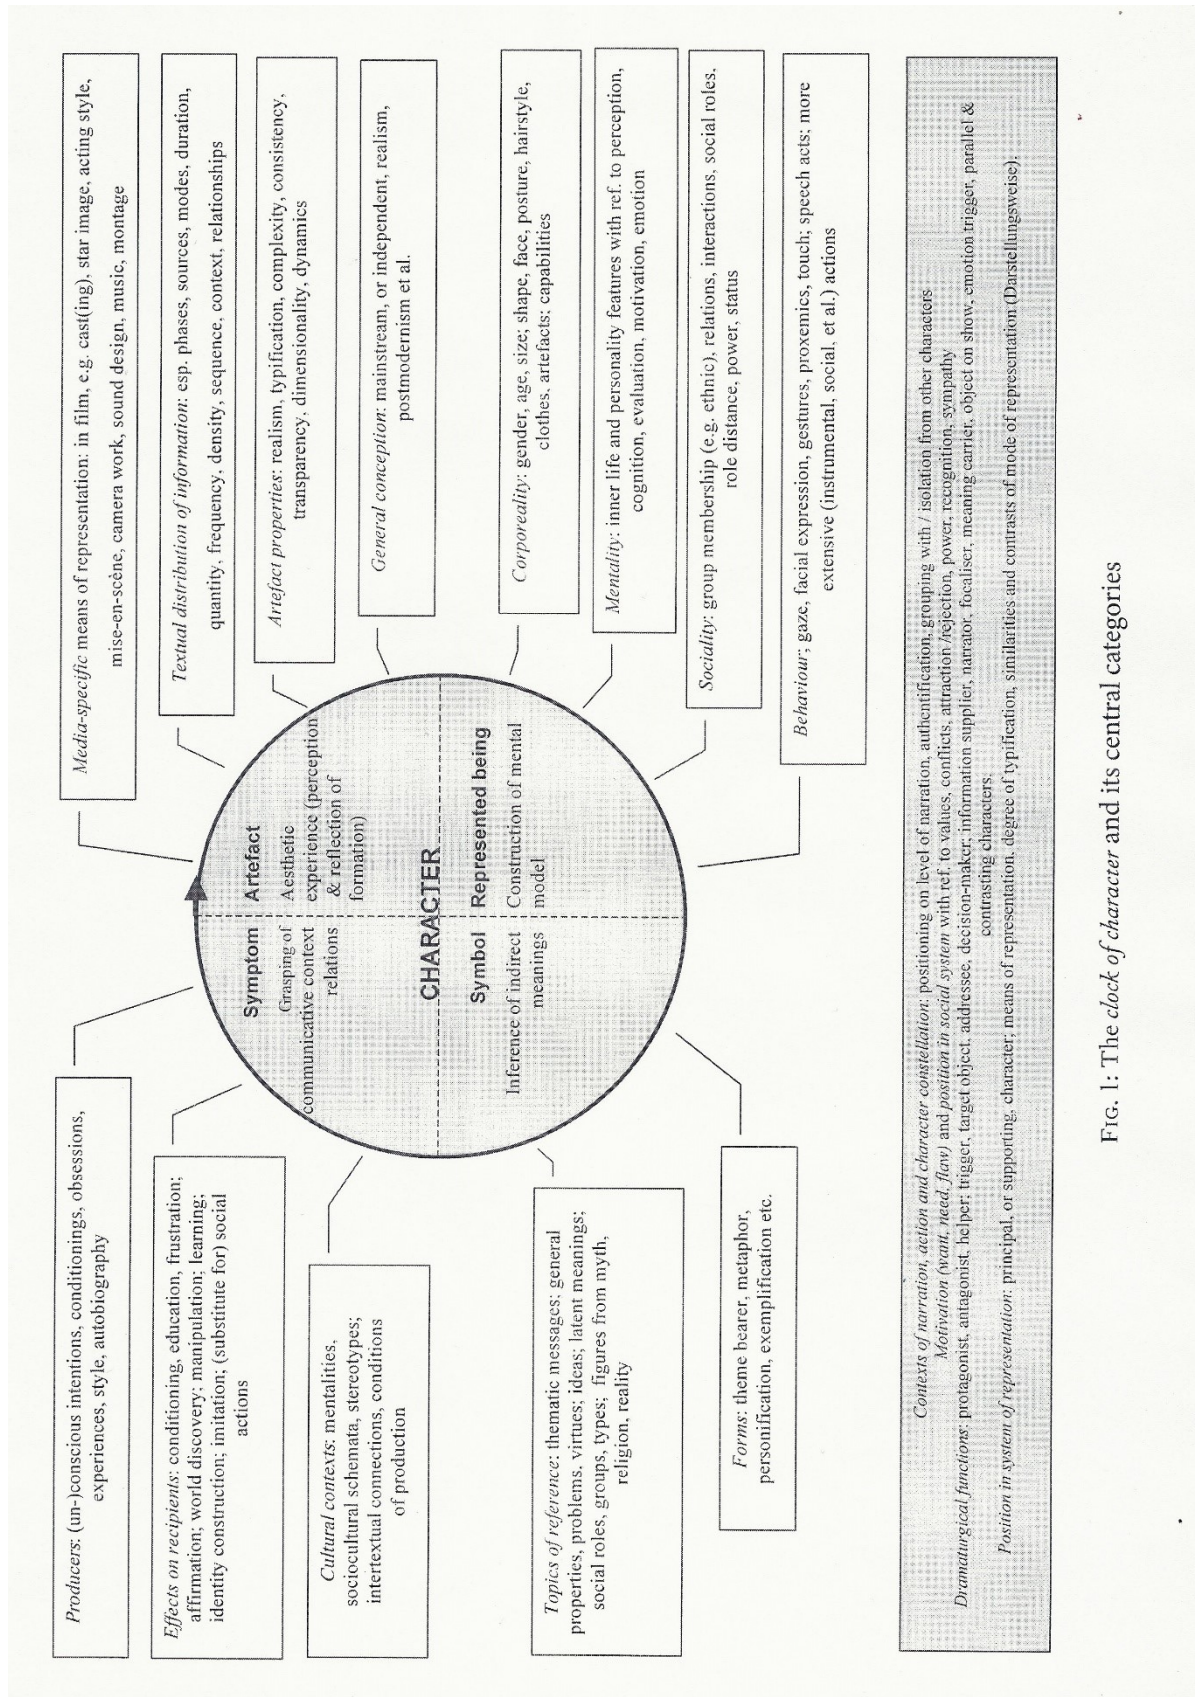 Producers: (un-)conscious intentions, conditionings, obsessions,
experiences, style, autobiography
Effects on recipients: conditioning, education, frustration;
affirmation; world discovery; manipulation; learning;
identity construction; imitation; (substitute for) social
actions
Cultural contexts: mentalities,
sociocultural schemata, stereotypes;
intertextual connections, conditions
of production
Topics of reference: thematic messages: general
properties, problems, virtues; ideas; latent meanings;
social roles, groups, types; figures from myth,
religion, reality
Forms: theme bearer, metaphor,
personification, exemplification etc.
Symptom
Grasping of
communicative context
relations
Artefact
Aesthetic
experience (perception
& reflection of
formation)
CHARACTER
Symbol
Inference of indirect
meanings
Represented being
Construction of mental
model
Media-specific means of representation: in film, e.g. cast(ing), star image, acting style,
mise-en-scène, camera work, sound design, music, montage
Textual distribution of information: esp. phases, sources, modes, duration,
quantity, frequency, density, sequence, context, relationships
Artefact properties: realism, typification, complexity, consistency,
transparency, dimensionality, dynamics
General conception: mainstream, or independent, realism,
postmodernism et al.
Corporeality: gender, age, size; shape, face, posture, hairstyle,
clothes, artefacts; capabilities
Mentality: inner life and personality features with ref. to perception,
cognition, evaluation, motivation, emotion
Sociality: group membership (e.g. ethnic), relations, interactions, social roles,
role distance, power, status
Behaviour; gaze, facial expression, gestures, proxemics, touch; speech acts; more
extensive (instrumental, social, et al.) actions
Contexts of narration, action and character constellation: positioning on level of narration, authentification, grouping with / isolation from other characters
Motivation (want, need, flaw) and position in social system with ref. to values, conflicts, attraction /rejection, power, recognition, sympathy
Dramaturgical functions: protagonist, antagonist, helper; trigger, target object, addressee, decision-maker; information supplier, narrator, focaliser, meaning carrier, object on show, emotion trigger, parallel &
contrasting characters.
Position in system of representation: principal, or supporting, character; means of representation, degree of typification, similarities and contrasts of mode of representation (Darstellungsweise).
FIG. 1: The clock of character and its central categories